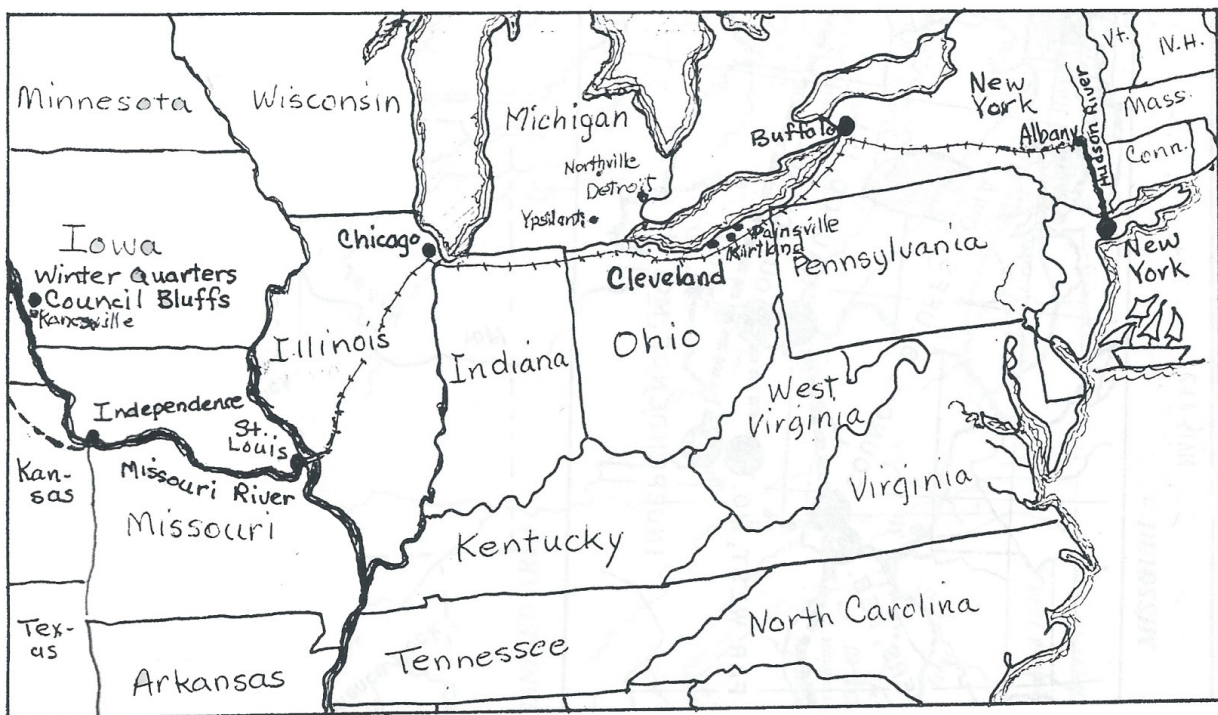 Minnesota
Wisconsin
Michigan
New
York
Vt.
N.H.
Mass.
Conn.
Hudson River
Albany
Buffalo
Northville
Detroit
Ypsilanti
Painsville
Kirtland
Cleveland
Pennsylvania
New
York
Iowa
Winter Quarters
Council Bluffs
Kanesville
Chicago
Illinois
Indiana
Ohio
West
Virginia
Virginia
Independence
St.
Louis
Missouri River
Kan-
sas
Missouri
Kentucky
Tex-
as
Arkansas
Tennessee
North Carolina